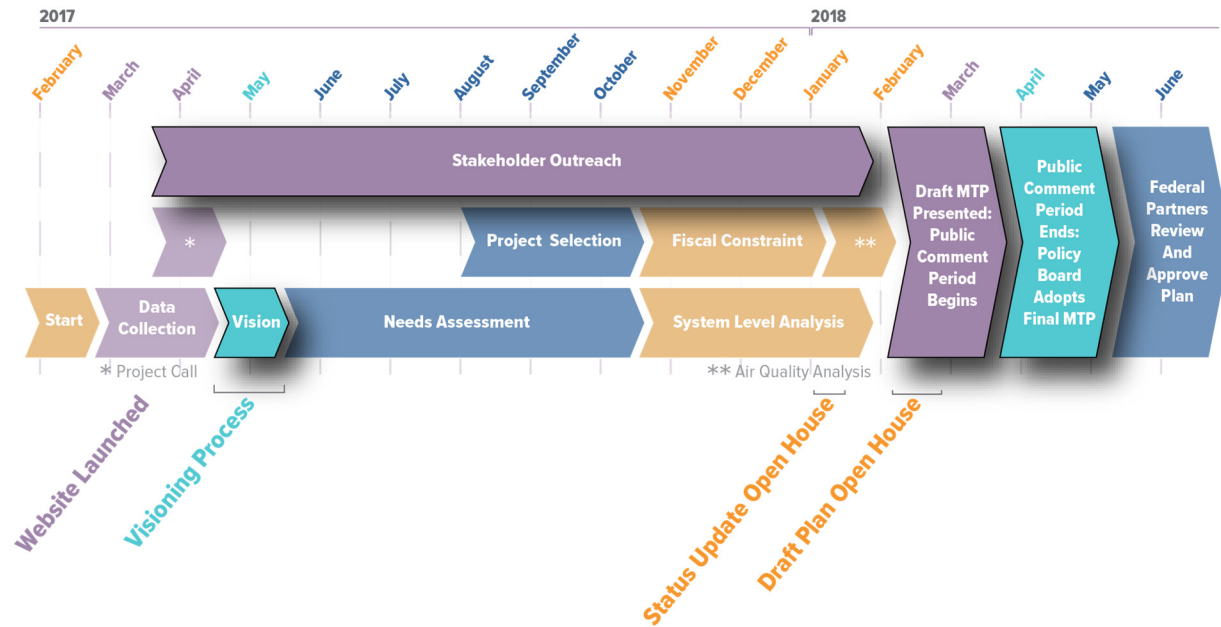 2017
2018
February
March
April
May
June
July
August
September
October
November
December
January
February
March
April
May
June
Stakeholder Outreach
*
Project Selection
Fiscal Constraint
**
Start
Data
Collection
Vision
Needs Assessment
System Level Analysis
Draft MTP
Presented:
Public
Comment
Period
Begins
Public
Comment
Period
Ends:
Policy
Board
Adopts
Final MTP
Federal
Partners
Review
And
Approve
Plan
* Project Call
** Air Quality Analysis
Website Launched
Visioning Process
Status Update Open House
Draft Plan Open House